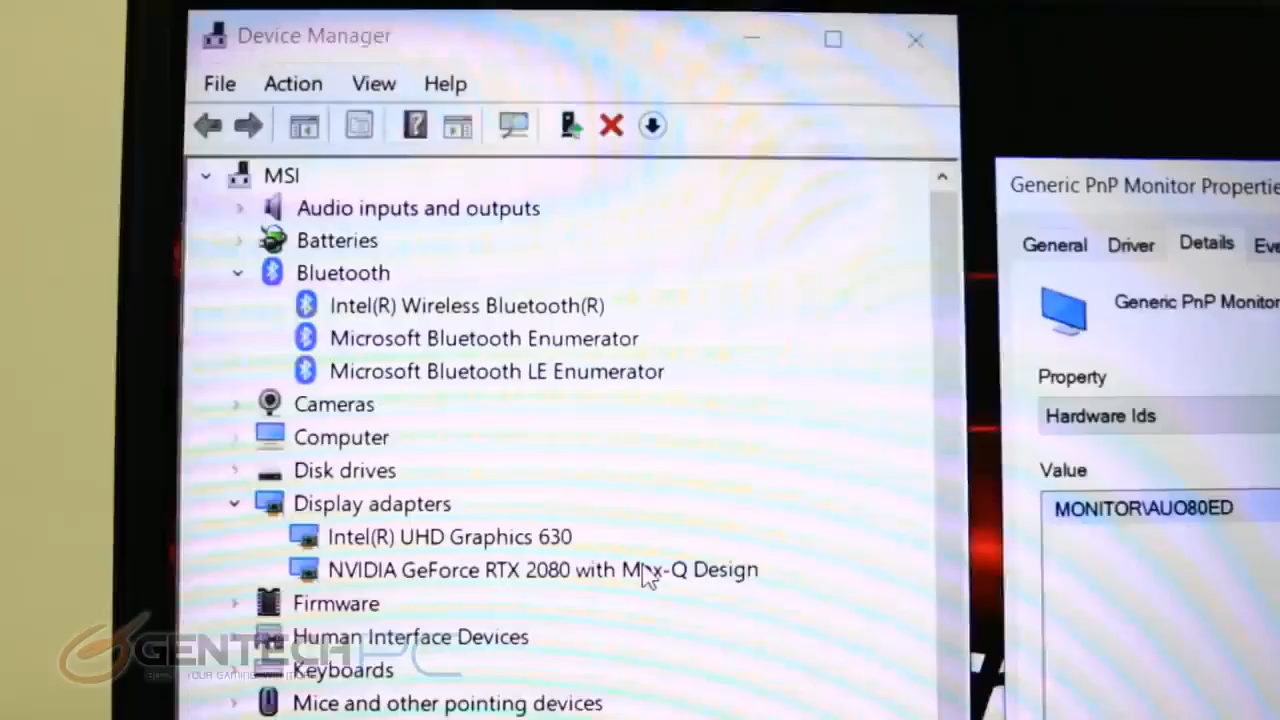 Device Manager
File Action View Help
MSI
Audio inputs and outputs
Batteries
Bluetooth
Intel(R) Wireless Bluetooth(R)
Microsoft Bluetooth Enumerator
Microsoft Bluetooth LE Enumerator
Cameras
Computer
Disk drives
Display adapters
Intel(R) UHD Graphics 630
NVIDIA GeForce RTX 2080 with Max-Q Design
Firmware
Human Interface Devices
Keyboards
Mice and other pointing devices
Generic PnP Monitor Propertie
General Driver Details Eve
Generic PnP Monitor
Property
Hardware Ids
Value
MONITOR\AUO80ED
GENTECH PC